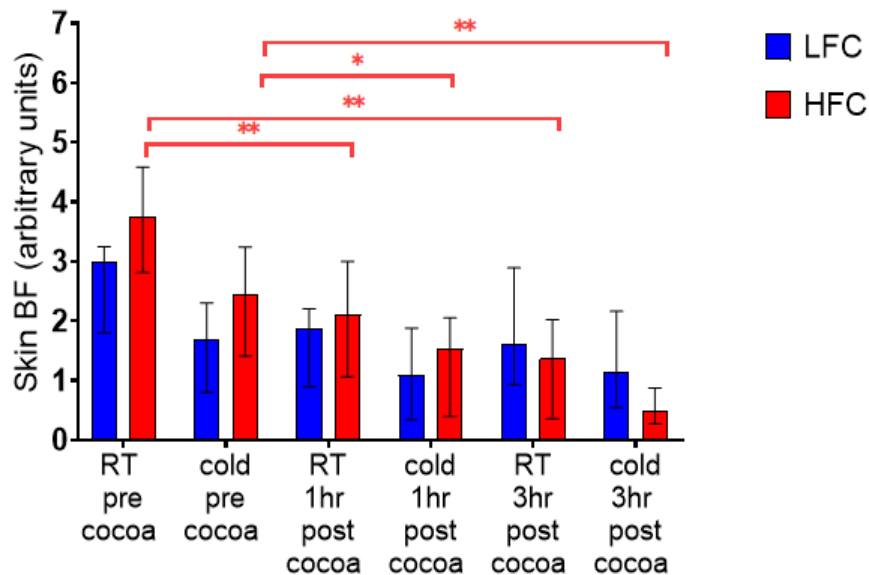 Skin BF (arbitrary units)
7
6
5
4
3
2
1
0
**
*
**
**
LFC
HFC
RT
pre
cocoa
cold
pre
cocoa
RT
1hr
post
cocoa
cold
1hr
post
cocoa
RT
3hr
post
cocoa
cold
3hr
post
cocoa